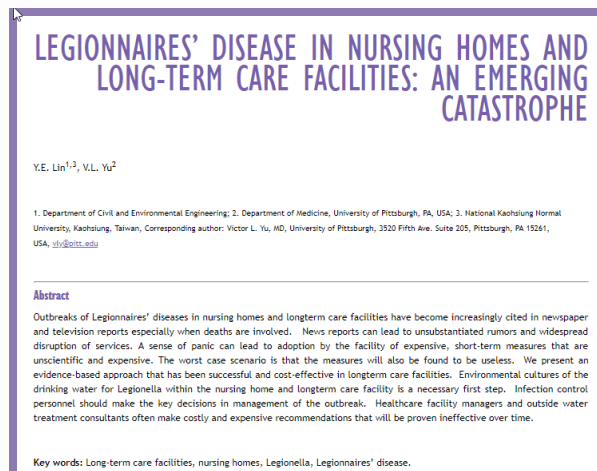 LEGIONNAIRES’ DISEASE IN NURSING HOMES AND
LONG-TERM CARE FACILITIES: AN EMERGING
CATASTROPHE
Y.E. Lin1,3, V.L. Yu2
1. Department of Civil and Environmental Engineering; 2. Department of Medicine, University of Pittsburgh, PA, USA; 3. National Kaohsiung Normal
University, Kaohsiung, Taiwan, Corresponding author: Victor L. Yu, MD, University of Pittsburgh, 3520 Fifth Ave. Suite 205, Pittsburgh, PA 15261,
USA, vly@pitt.edu
Abstract
Outbreaks of Legionnaires’ diseases in nursing homes and longterm care facilities have become increasingly cited in newspaper
and television reports especially when deaths are involved. News reports can lead to unsubstantiated rumors and widespread
disruption of services. A sense of panic can lead to adoption by the facility of expensive, short-term measures that are
unscientific and expensive. The worst case scenario is that the measures will also be found to be useless. We present an
evidence-based approach that has been successful and cost-effective in longterm care facilities. Environmental cultures of the
drinking water for Legionella within the nursing home and longterm care facility is a necessary first step. Infection control
personnel should make the key decisions in management of the outbreak. Healthcare facility managers and outside water
treatment consultants often make costly and expensive recommendations that will be proven ineffective over time.
Key words: Long-term care facilities, nursing homes, Legionella, Legionnaires’ disease.